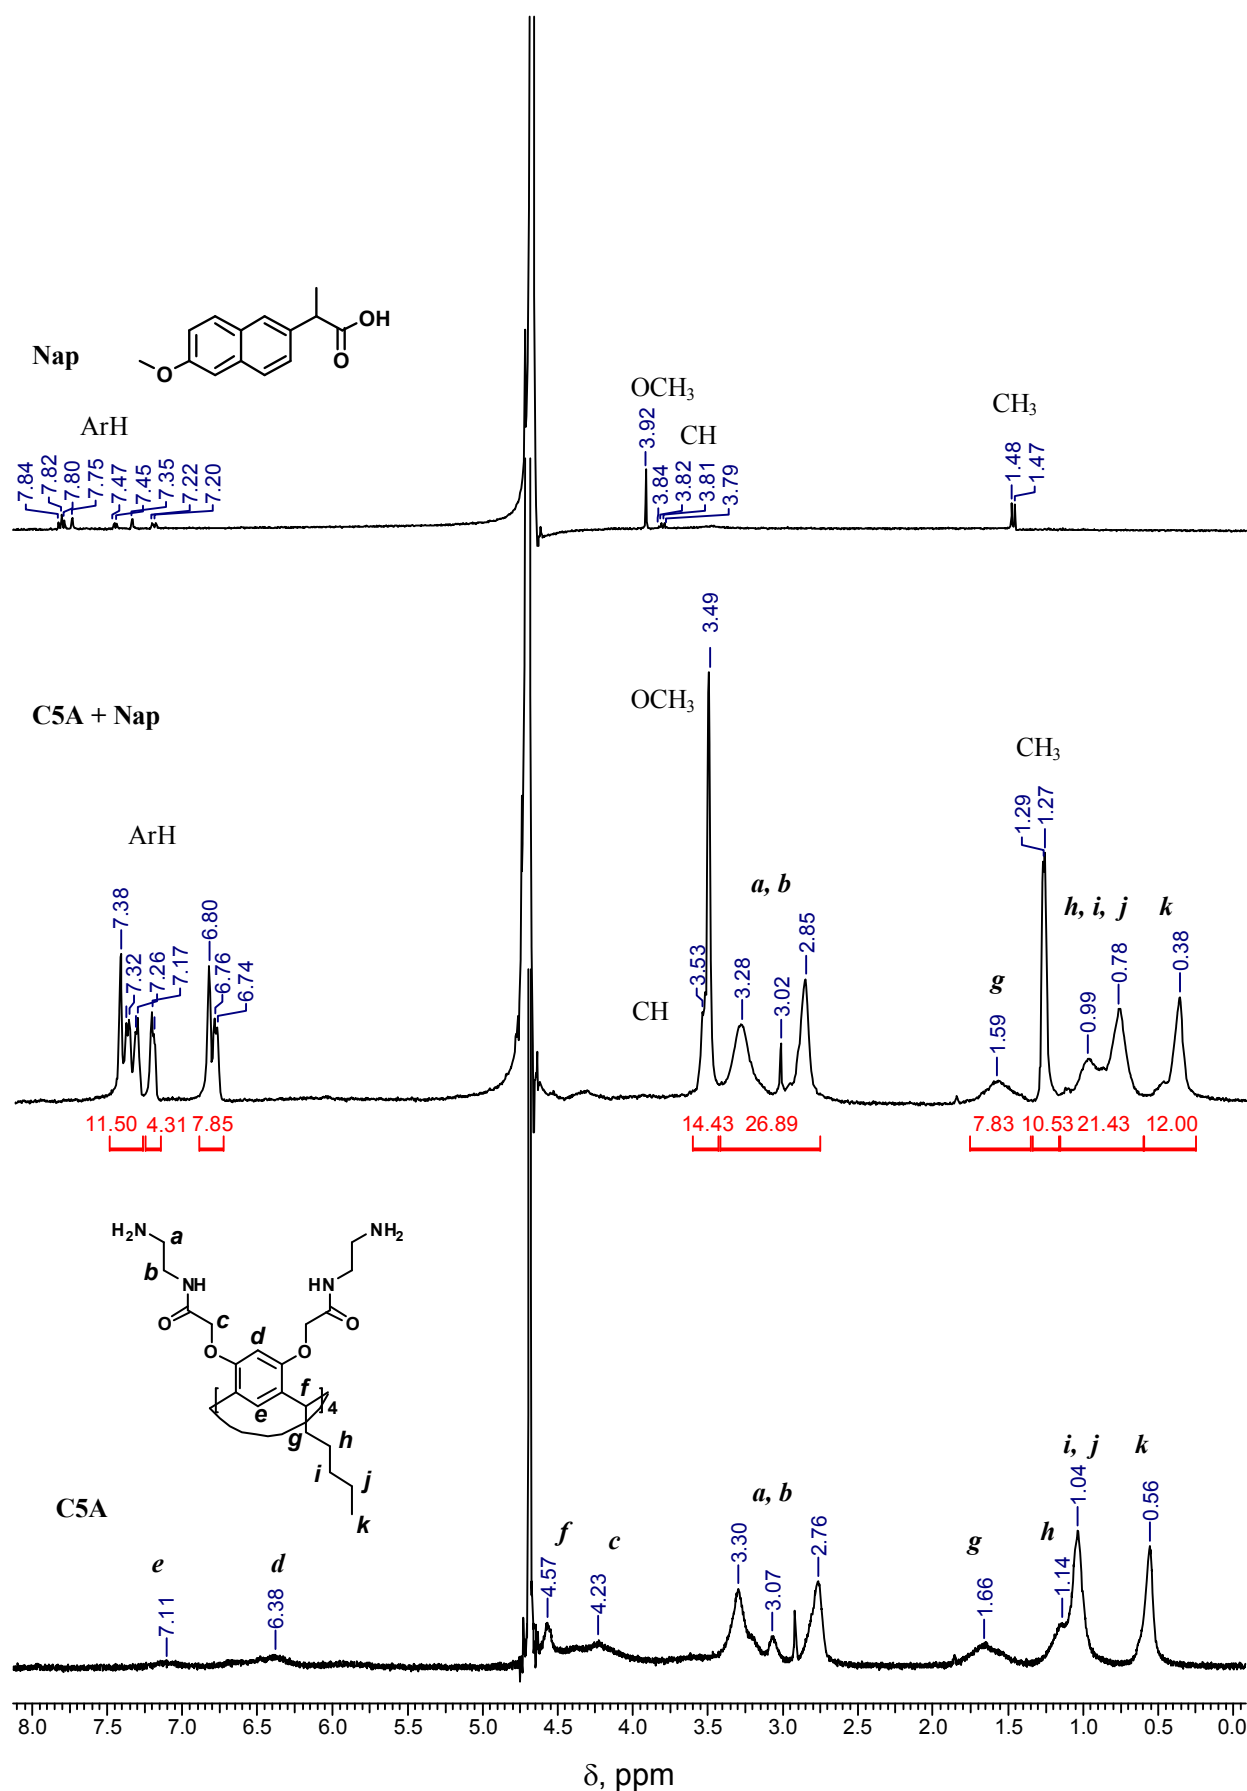 Nap
OH
O
O
ArH
7.84
7.82
7.80
7.75
7.47
7.45
7.35
7.22
7.20
OCH3
3.92
CH
3.84
3.82
3.81
3.79
CH3
1.48
1.47
C5A + Nap
ArH
7.38
7.32
7.26
7.17
6.80
6.76
6.74
OCH3
3.49
CH
3.53
a, b
3.28
3.02
2.85
g
1.59
CH3
1.29
1.27
h, i, j
0.99
0.78
k
0.38
11.50
4.31
7.85
14.43
26.89
7.83
10.53
21.43
12.00
H2N
a
b
NH
O
c
O
d
NH2
HN
O
O
f
e
4
g
h
i
j
k
C5A
e
7.11
d
6.38
f
4.57
c
4.23
a, b
3.30
3.07
2.76
g
1.66
h
1.14
i, j
1.04
k
0.56
8.0 7.5 7.0 6.5 6.0 5.5 5.0 4.5 4.0 3.5 3.0 2.5 2.0 1.5 1.0 0.5 0.0
δ, ppm